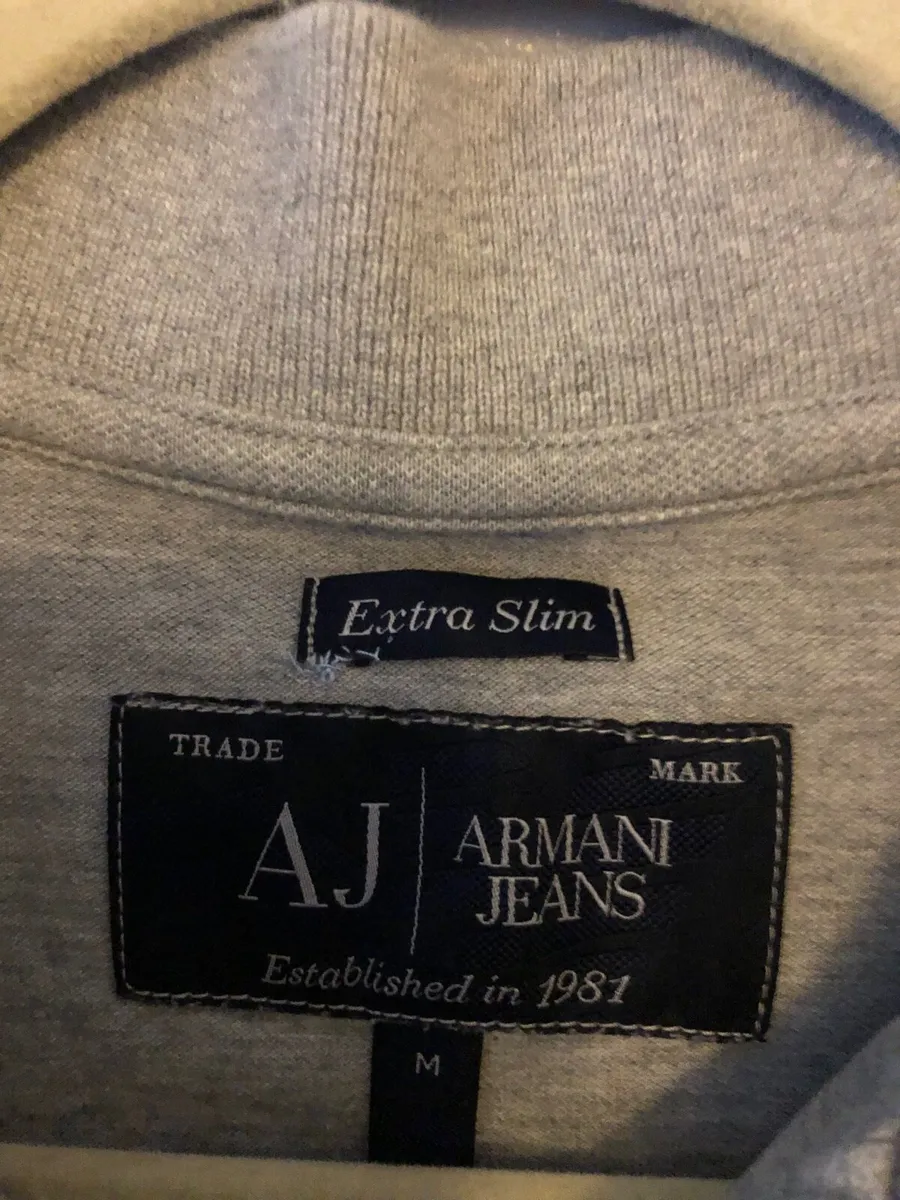 Extra Slim
TRADE MARK
AJ ARMANI
JEANS
Established in 1981
M